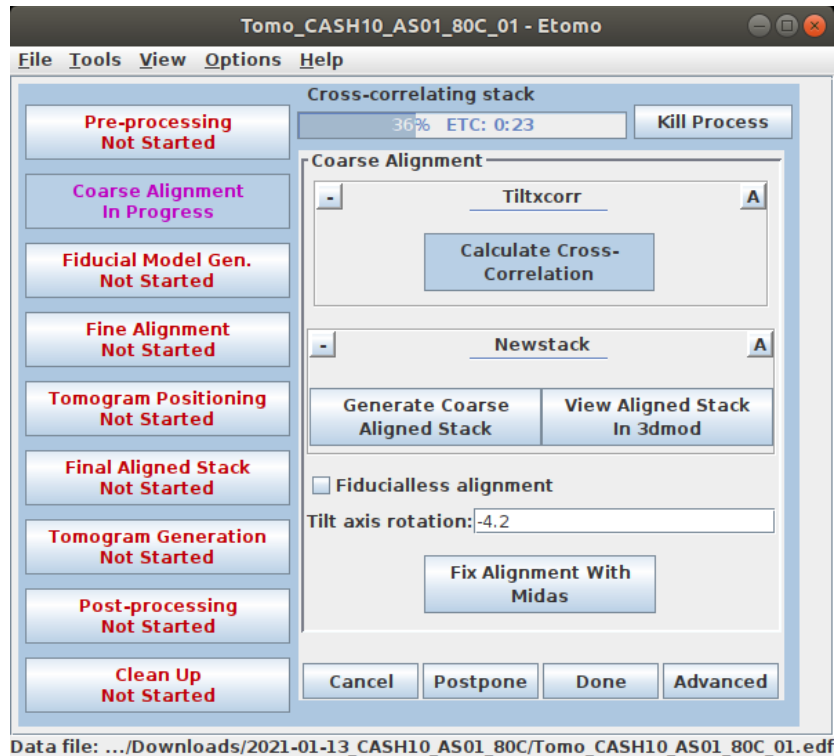 Tomo_CASH10_AS01_80C_01 - Etomo
File Tools View Options Help
Cross-correlating stack
36% ETC: 0:23
Kill Process
Pre-processing
Not Started
Coarse Alignment
In Progress
Fiducial Model Gen.
Not Started
Fine Alignment
Not Started
Tomogram Positioning
Not Started
Final Aligned Stack
Not Started
Tomogram Generation
Not Started
Post-processing
Not Started
Clean Up
Not Started
Coarse Alignment
- Tiltxcorr A
Calculate Cross-
Correlation
- Newstack A
Generate Coarse
Aligned Stack
View Aligned Stack
In 3dmod
Fiducialless alignment
Tilt axis rotation: -4.2
Fix Alignment With
Midas
Cancel Postpone Done Advanced
Data file: .../Downloads/2021-01-13_CASH10_AS01_80C/Tomo_CASH10_AS01_80C_01.edf